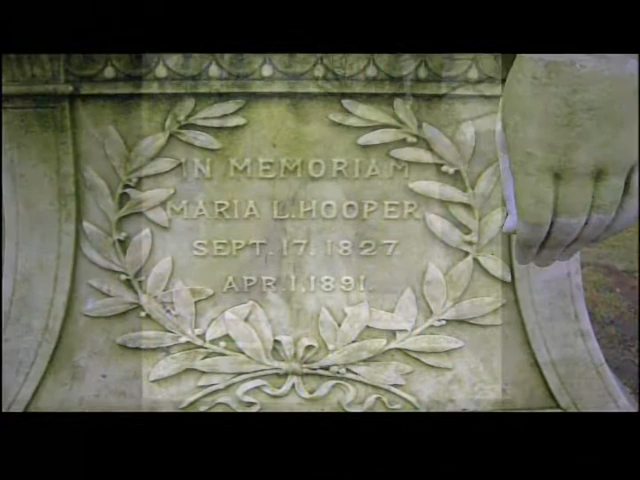 IN MEMORIAM
MARIA L. HOOPER
SEPT. 17. 1827
APR. 1. 1891.